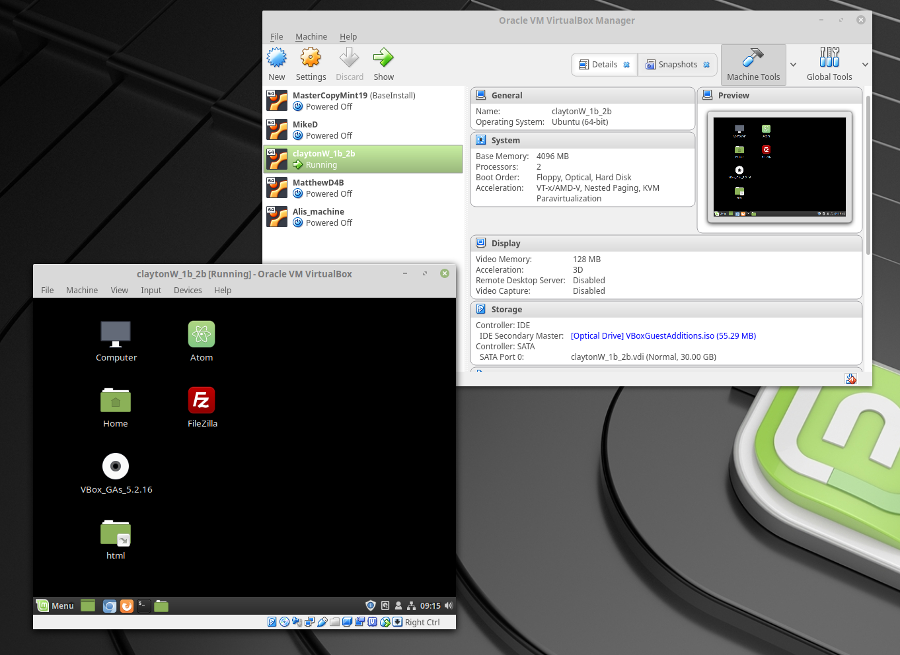 Oracle VM VirtualBox Manager
File Machine Help
New Settings Discard Show
Details Snapshots Machine Tools Global Tools
MasterCopyMint19 (BaseInstall)
Powered Off
MikeD
Powered Off
claytonW_1b_2b
Running
MatthewD4B
Powered Off
Alis_machine
Powered Off
General
Name: claytonW_1b_2b
Operating System: Ubuntu (64-bit)
System
Base Memory: 4096 MB
Processors: 2
Boot Order: Floppy, Optical, Hard Disk
Acceleration: VT-x/AMD-V, Nested Paging, KVM
Paravirtualization
Preview
Display
Video Memory: 128 MB
Acceleration: 3D
Remote Desktop Server: Disabled
Video Capture: Disabled
Storage
Controller: IDE
IDE Secondary Master: [Optical Drive] VBoxGuestAdditions.iso (55.29 MB)
Controller: SATA
SATA Port 0: claytonW_1b_2b.vdi (Normal, 30.00 GB)
claytonW_1b_2b [Running] - Oracle VM VirtualBox
File Machine View Input Devices Help
Computer Atom
Home FileZilla
VBox_GAs_5.2.16
html
Menu 09:15
Right Ctrl